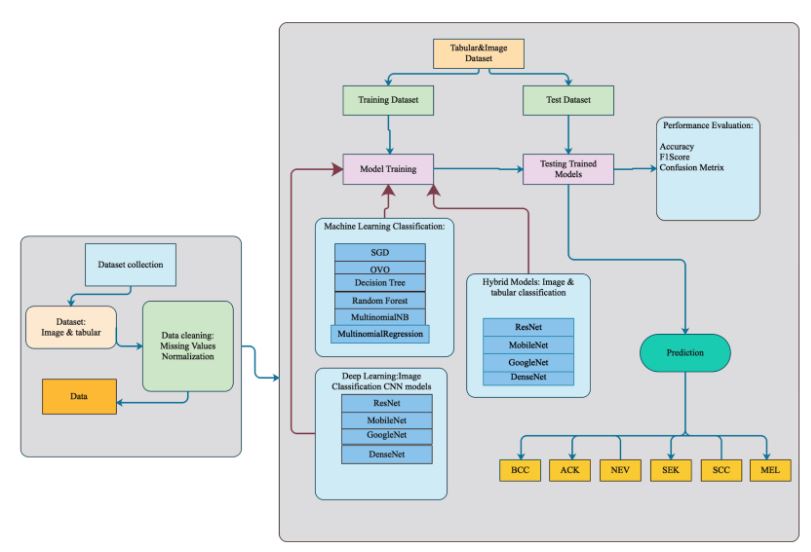 Tabular&Image
Dataset
Training Dataset
Test Dataset
Model Training
Testing Trained
Models
Performance Evaluation:
Accuracy
F1Score
Confusion Metrix
Machine Learning Classification:
SGD
OVO
Decision Tree
Random Forest
MultinomialNB
MultinomialRegression
Hybrid Models: Image &
tabular classification
ResNet
MobileNet
GoogleNet
DenseNet
Deep Learning:Image
Classification CNN models
ResNet
MobileNet
GoogleNet
DenseNet
Dataset collection
Dataset:
Image & tabular
Data cleaning:
Missing Values
Normalization
Data
Prediction
BCC
ACK
NEV
SEK
SCC
MEL